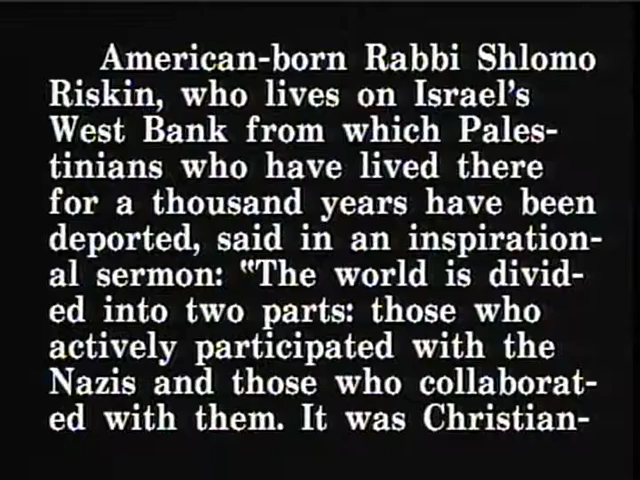 American-born Rabbi Shlomo
Riskin, who lives on Israel's
West Bank from which Pales-
tinians who have lived there
for a thousand years have been
deported, said in an inspiration-
al sermon: "The world is divid-
ed into two parts: those who
actively participated with the
Nazis and those who collaborat-
ed with them. It was Christian-